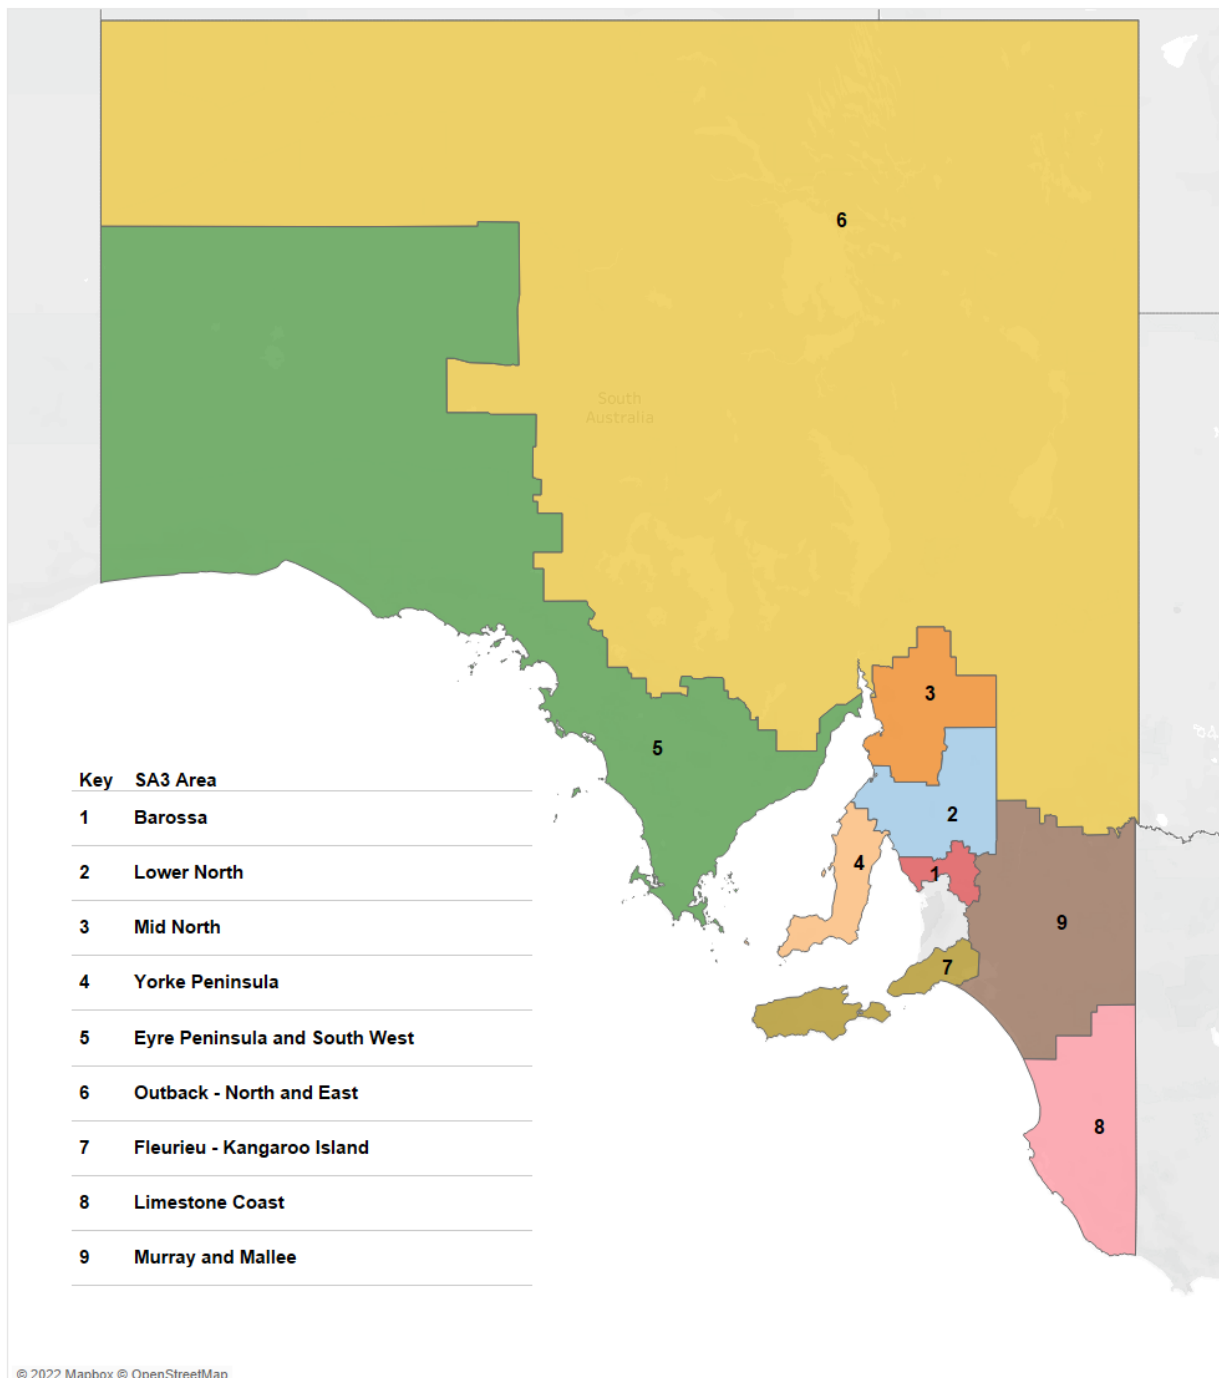 6
South
Australia
3
5
2
4
1
9
7
8
Key SA3 Area
1 Barossa
2 Lower North
3 Mid North
4 Yorke Peninsula
5 Eyre Peninsula and South West
6 Outback - North and East
7 Fleurieu - Kangaroo Island
8 Limestone Coast
9 Murray and Mallee
© 2022 Mapbox © OpenStreetMap